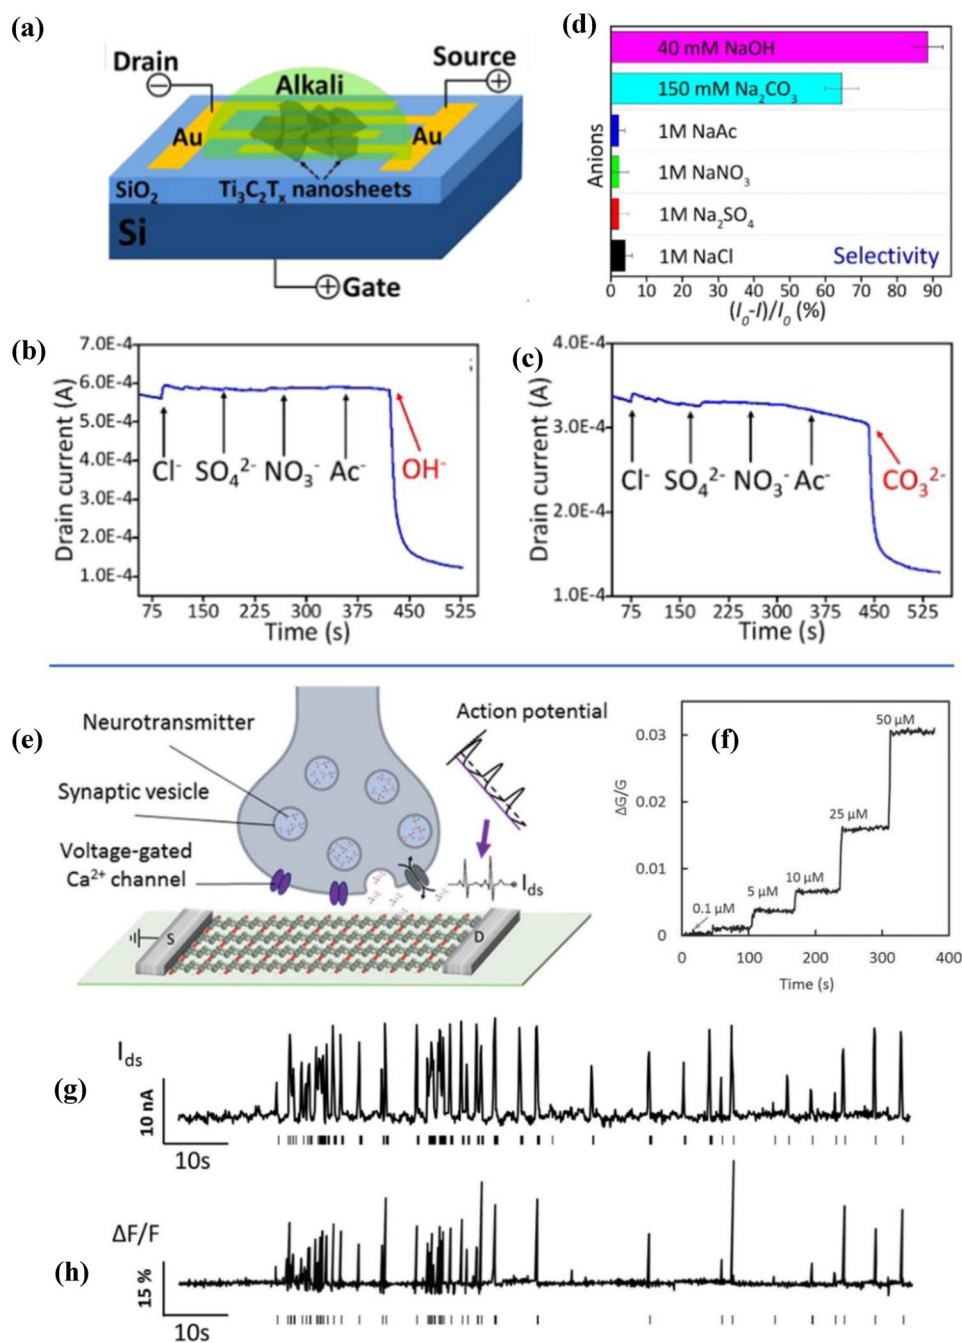 (a)
Drain
Source
Alkali
Au
Au
SiO2
Ti3C2Tx nanosheets
Si
Gate
(d)
Anions
40 mM NaOH
150 mM Na2CO3
1M NaAc
1M NaNO3
1M Na2SO4
1M NaCl
Selectivity
0 10 20 30 40 50 60 70 80 90
(I0-I)/I0 (%)
(b)
Drain current (A)
7.0E-4
6.0E-4
5.0E-4
4.0E-4
3.0E-4
2.0E-4
1.0E-4
Cl- SO42- NO3- Ac- OH-
75 150 225 300 375 450 525
Time (s)
(c)
Drain current (A)
4.0E-4
3.0E-4
2.0E-4
1.0E-4
Cl- SO42- NO3- Ac- CO32-
75 150 225 300 375 450 525
Time (s)
(e)
Neurotransmitter
Synaptic vesicle
Voltage-gated
Ca2+ channel
Action potential
Ids
S
D
(f)
ΔG/G
0.03
0.02
0.01
0
0.1 µM
5 µM
10 µM
25 µM
50 µM
0 100 200 300 400
Time (s)
(g)
Ids
10 nA
10s
(h)
ΔF/F
15 %
10s